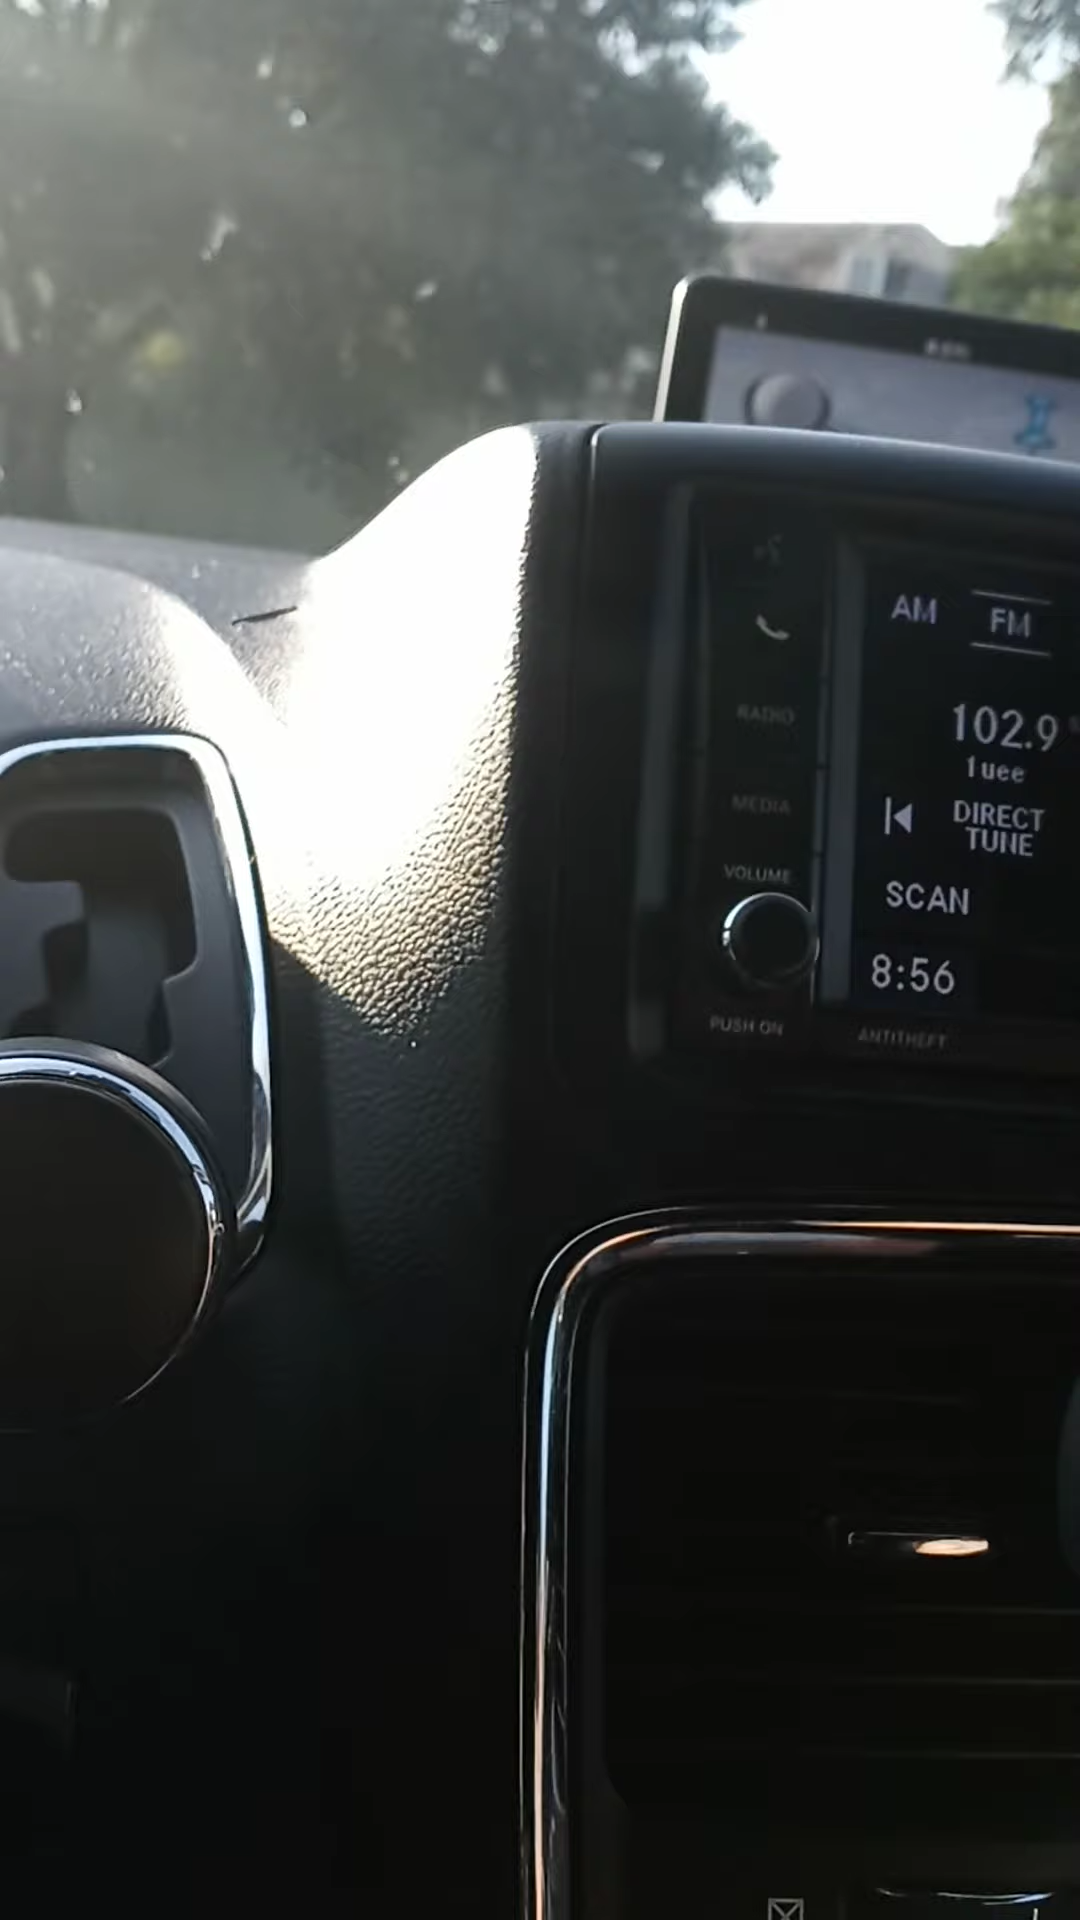 AM FM
RADIO
102.9
MEDIA
DIRECT
TUNE
VOLUME
SCAN
8:56
PUSH ON
ANTITHEFT